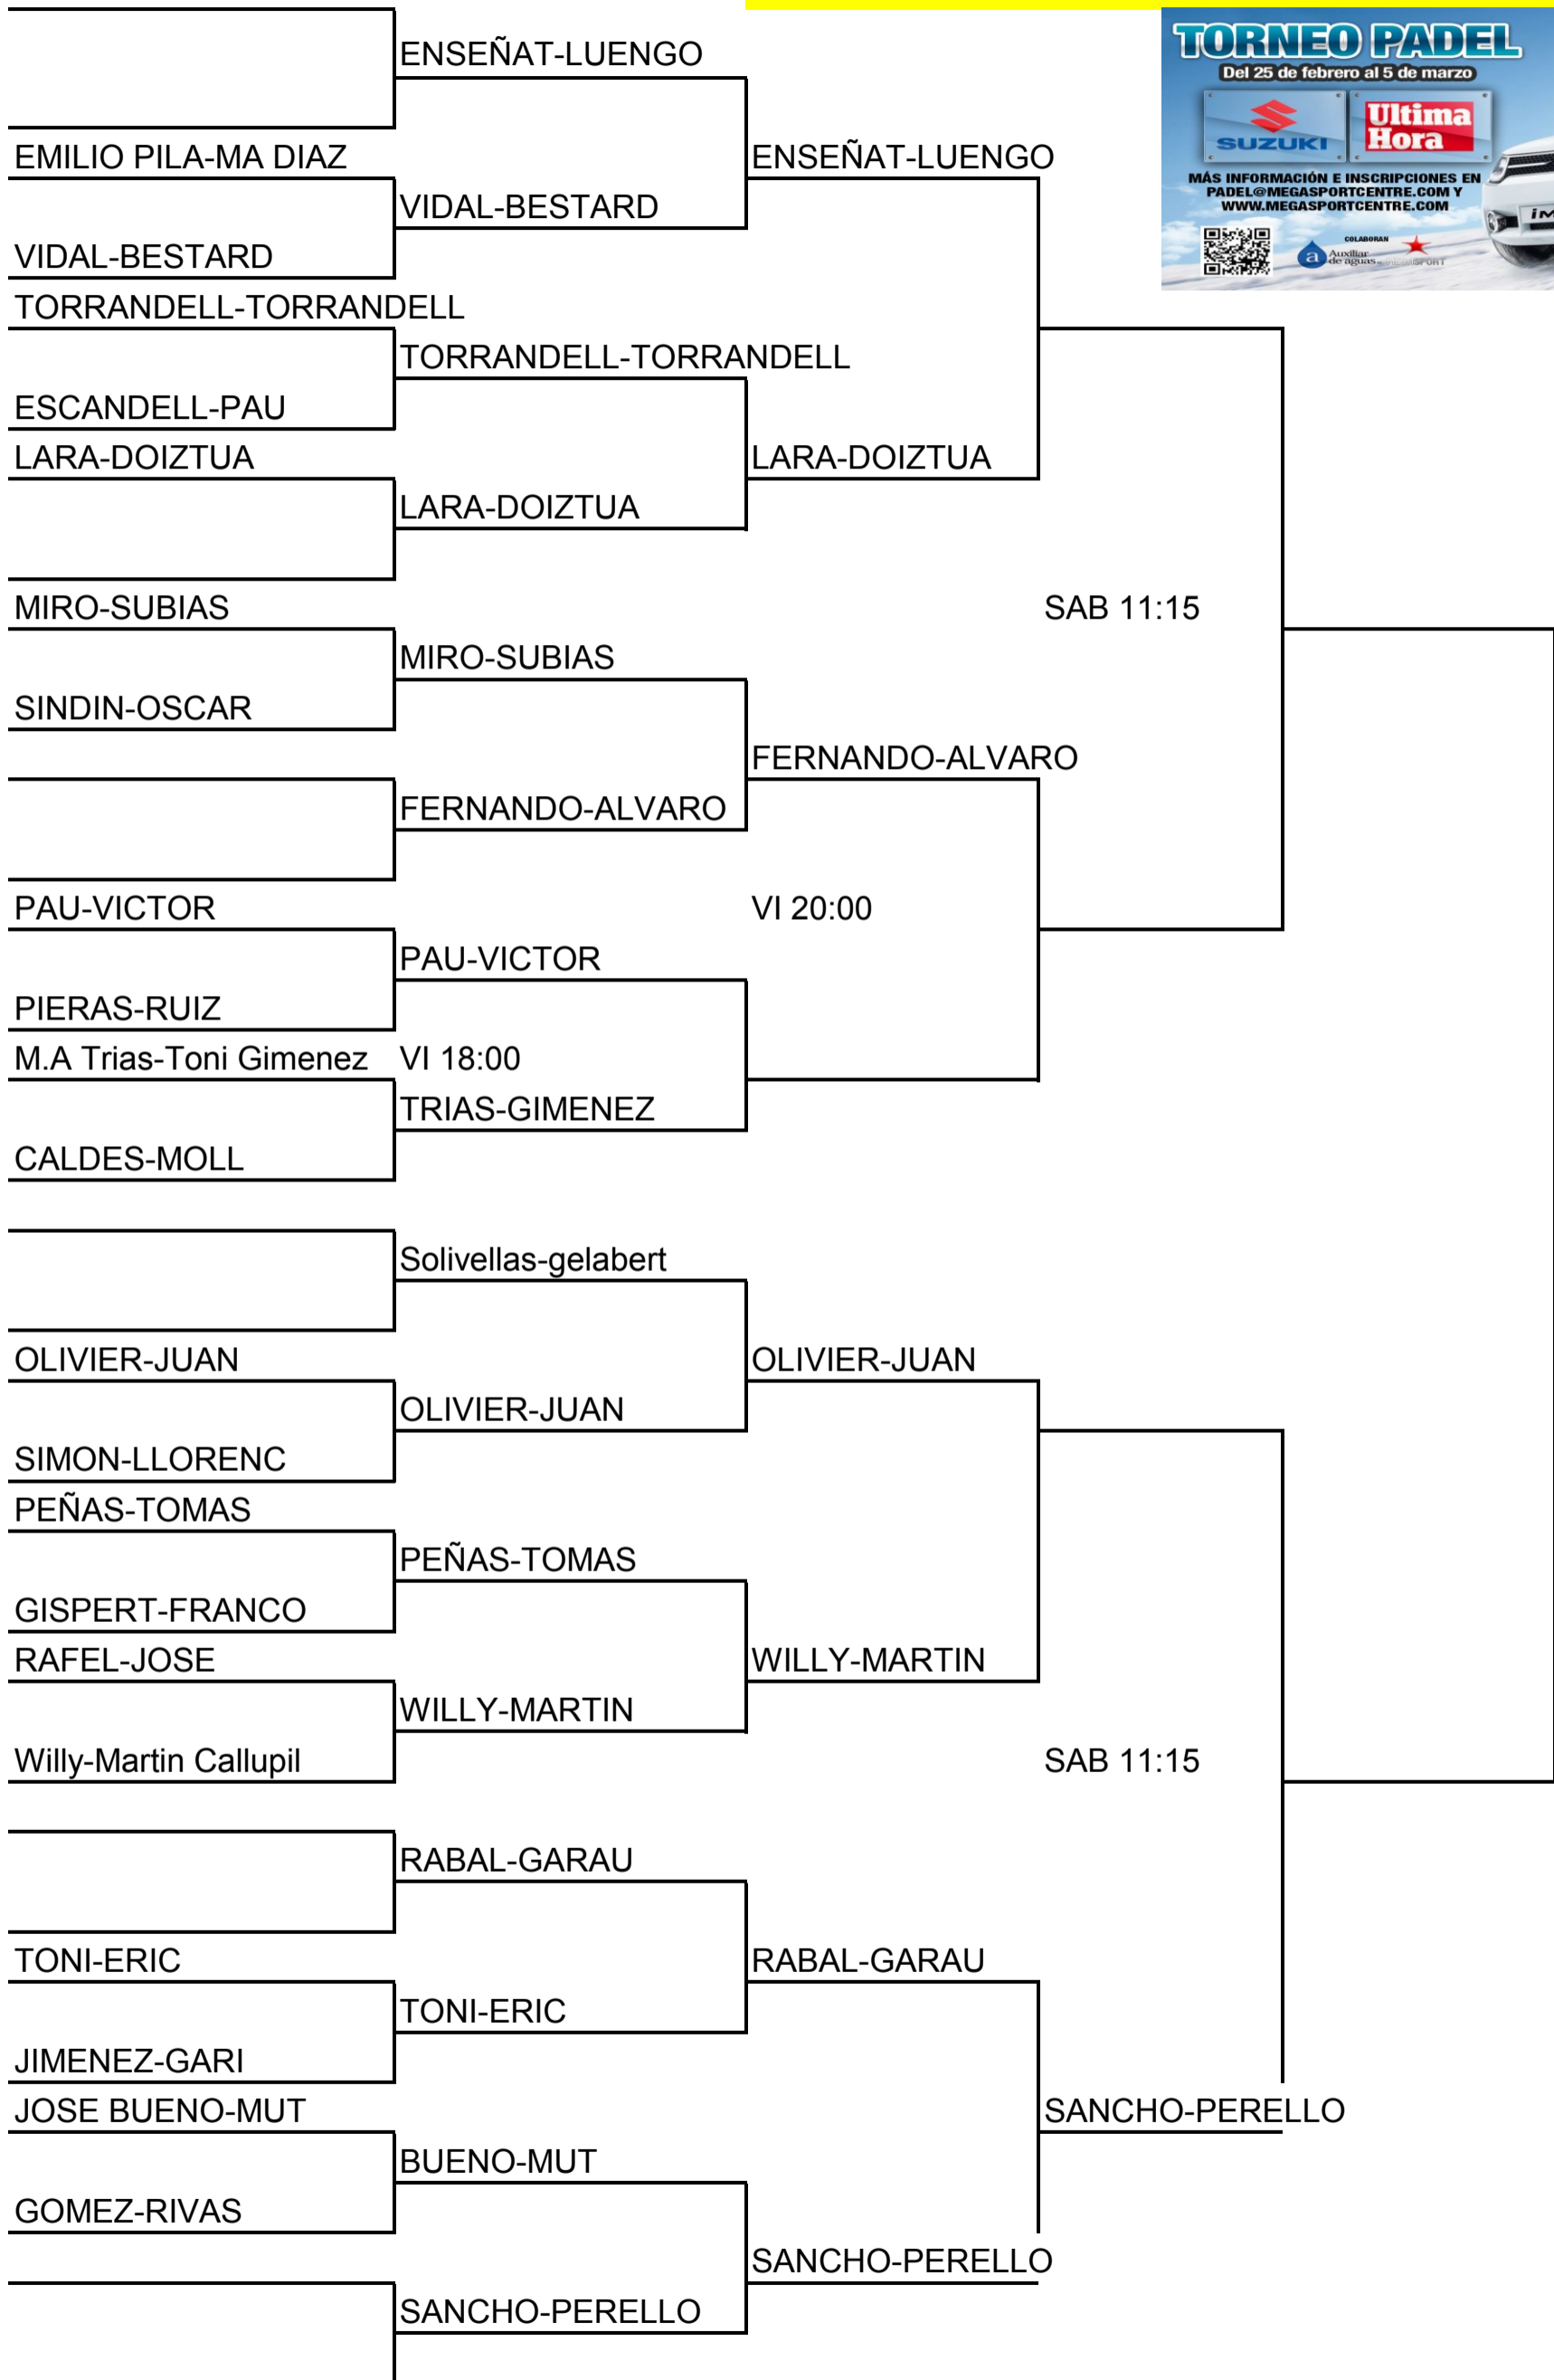 TORNEO PADEL
Del 25 de febrero al 5 de marzo
SUZUKI
Ultima
Hora
MÁS INFORMACIÓN E INSCRIPCIONES EN
PADEL@MEGASPORTCENTRE.COM Y
WWW.MEGASPORTCENTRE.COM
COLABORAN
a
Auxiliar
de aguas
ENSEÑAT-LUENGO
EMILIO PILA-MA DIAZ
ENSEÑAT-LUENGO
VIDAL-BESTARD
VIDAL-BESTARD
TORRANDELL-TORRANDELL
TORRANDELL-TORRANDELL
ESCANDELL-PAU
LARA-DOIZTUA
LARA-DOIZTUA
LARA-DOIZTUA
MIRO-SUBIAS
SAB 11:15
MIRO-SUBIAS
SINDIN-OSCAR
FERNANDO-ALVARO
FERNANDO-ALVARO
PAU-VICTOR
VI 20:00
PAU-VICTOR
PIERAS-RUIZ
M.A Trias-Toni Gimenez
VI 18:00
TRIAS-GIMENEZ
CALDES-MOLL
Solivellas-gelabert
OLIVIER-JUAN
OLIVIER-JUAN
OLIVIER-JUAN
SIMON-LLORENC
PEÑAS-TOMAS
PEÑAS-TOMAS
GISPERT-FRANCO
RAFEL-JOSE
WILLY-MARTIN
WILLY-MARTIN
Willy-Martin Callupil
SAB 11:15
RABAL-GARAU
TONI-ERIC
RABAL-GARAU
TONI-ERIC
JIMENEZ-GARI
JOSE BUENO-MUT
SANCHO-PERELLO
BUENO-MUT
GOMEZ-RIVAS
SANCHO-PERELLO
SANCHO-PERELLO